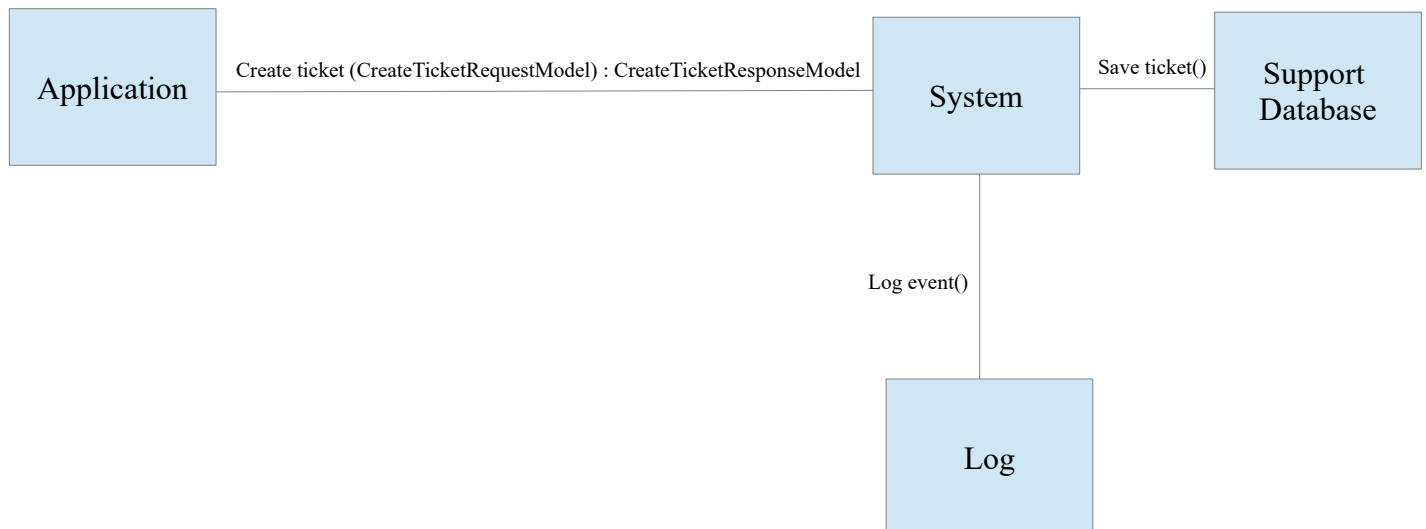 Application
Create ticket (CreateTicketRequestModel) : CreateTicketResponseModel
System
Save ticket()
Support
Database
Log event()
Log